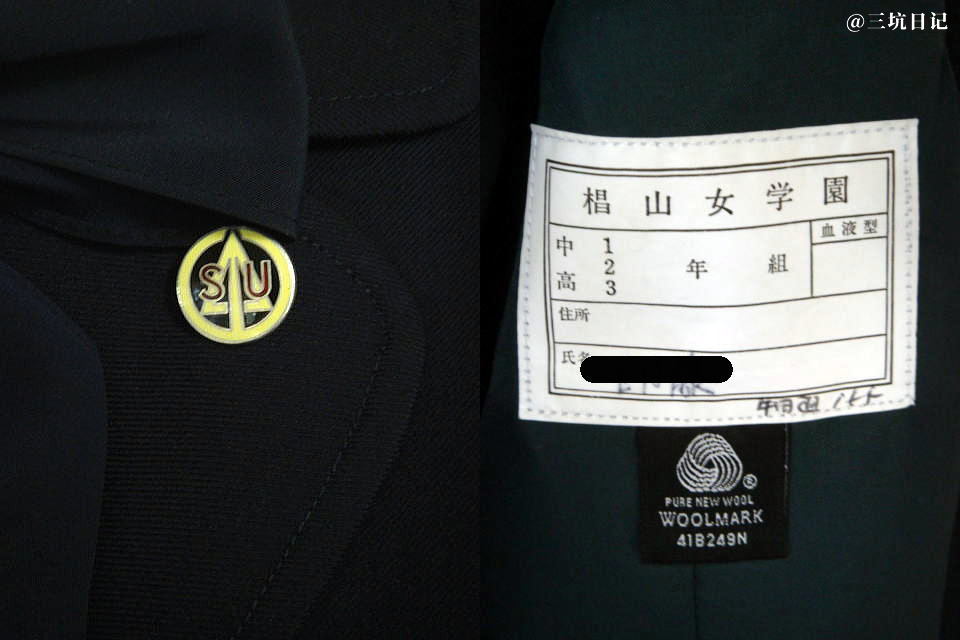 @三坑日记
SU
椙山女学園
中 1 2 3 年 組
高
血液型
住所
氏名
PURE NEW WOOL
WOOLMARK
41B249N